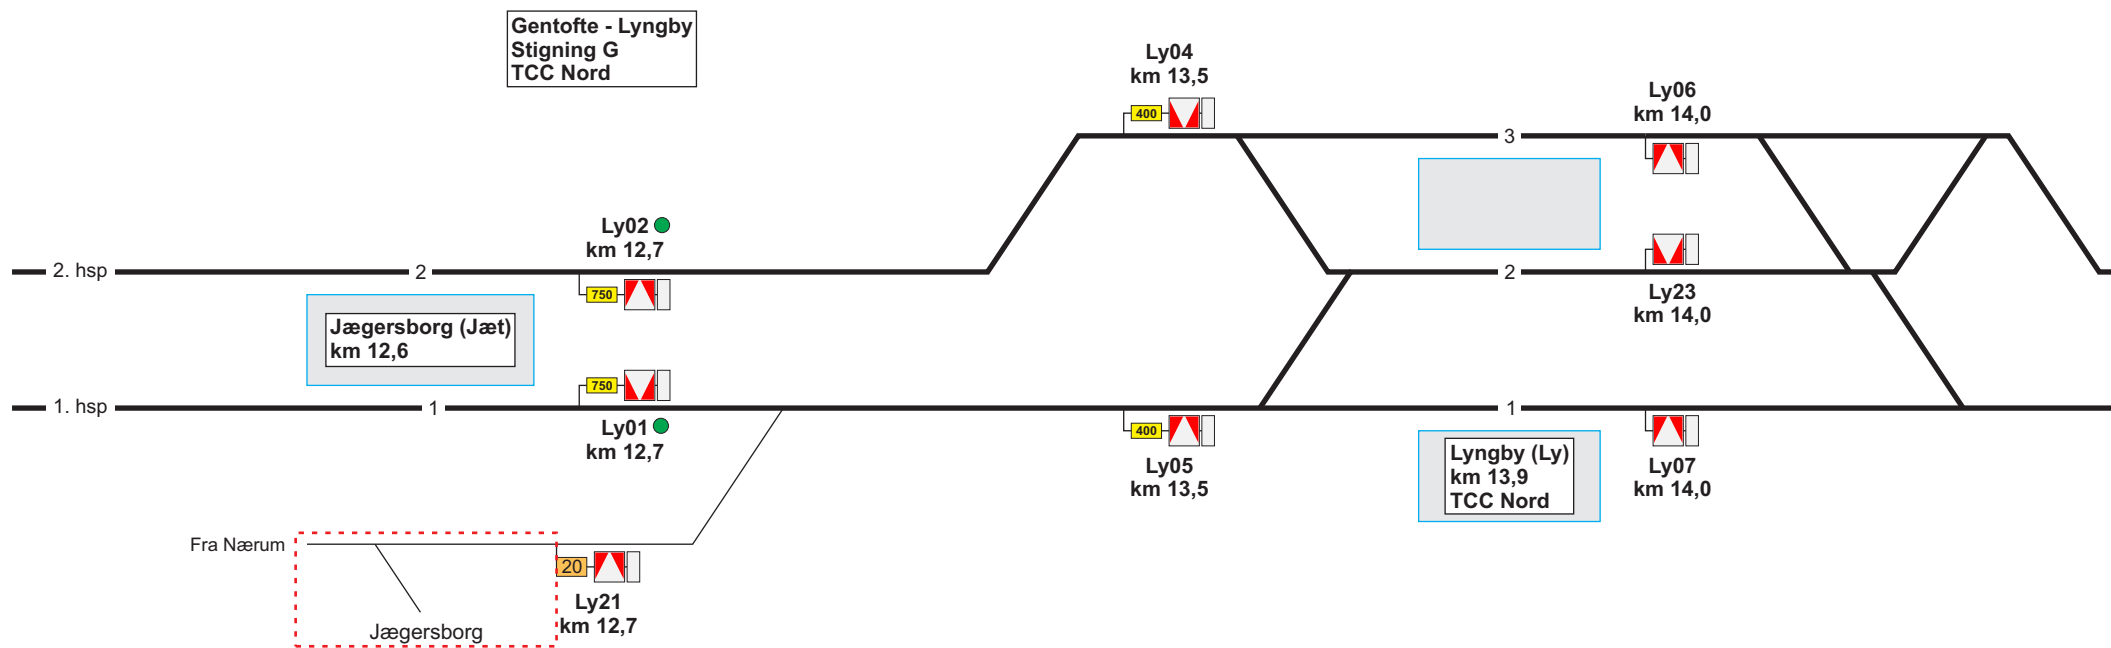 Gentofte - Lyngby
Stigning G
TCC Nord
Ly04
km 13,5
400
Ly06
km 14,0
3
Ly02
km 12,7
2. hsp
2
750
2
Ly23
km 14,0
Jægersborg (Jæt)
km 12,6
750
1. hsp
1
1
Ly01
km 12,7
400
Ly05
km 13,5
Lyngby (Ly)
km 13,9
TCC Nord
Ly07
km 14,0
Fra Nærum
20
Ly21
km 12,7
Jægersborg